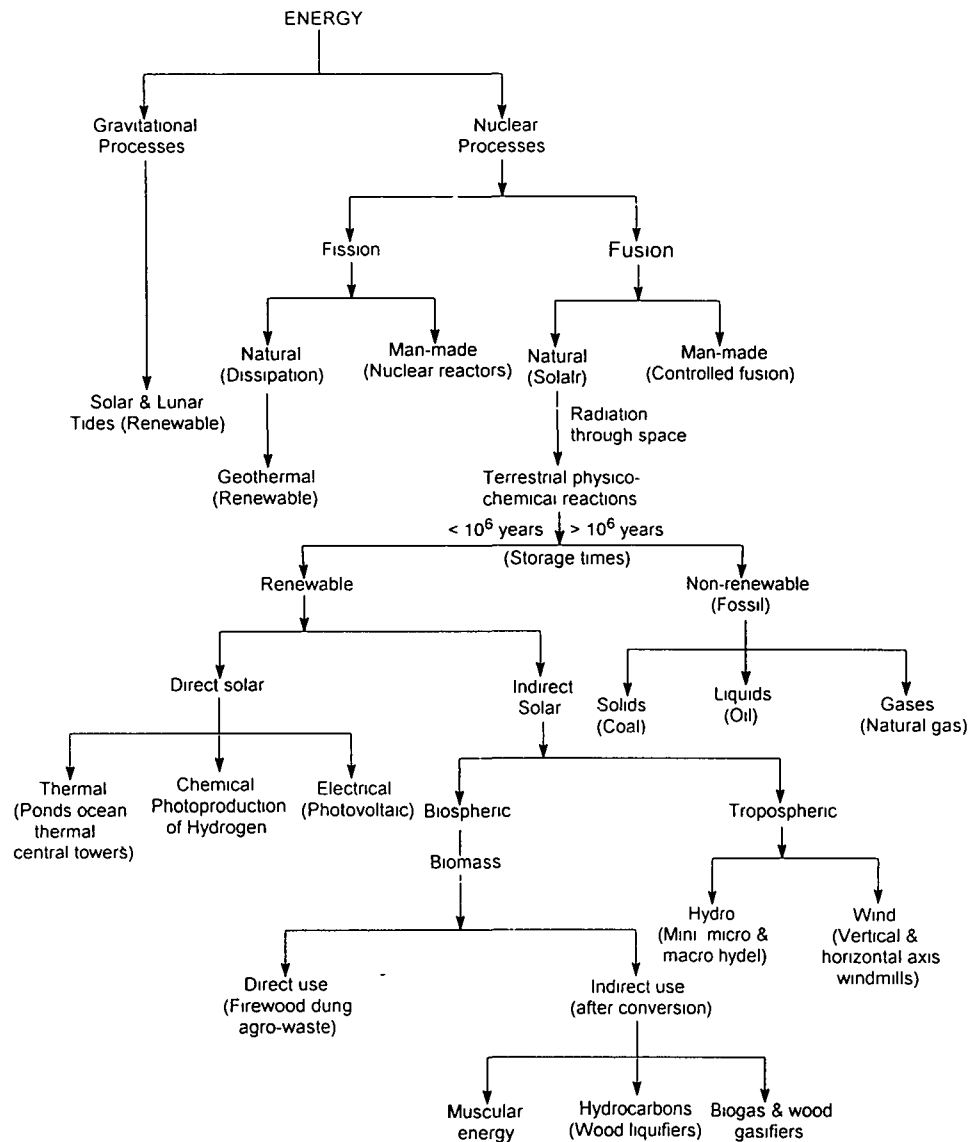 ENERGY
Gravitational
Processes
Nuclear
Processes
Fission
Fusion
Natural
(Dissipation)
Man-made
(Nuclear reactors)
Natural
(Solalr)
Man-made
(Controlled fusion)
Solar & Lunar
Tides (Renewable)
Radiation
through space
Geothermal
(Renewable)
Terrestrial physico-
chemical reactions
< 10⁶ years > 10⁶ years
(Storage times)
Renewable
Non-renewable
(Fossil)
Direct solar
Indirect
Solar
Solids
(Coal)
Liquids
(Oil)
Gases
(Natural gas)
Thermal
(Ponds ocean
thermal
central towers)
Chemical
Photoproduction
of Hydrogen
Electrical
(Photovoltaic)
Biospheric
Tropospheric
Biomass
Hydro
(Mini micro &
macro hydel)
Wind
(Vertical &
horizontal axis
windmills)
Direct use
(Firewood dung
agro-waste)
Indirect use
(after conversion)
Muscular
energy
Hydrocarbons
(Wood liquifiers)
Biogas & wood
gasifiers